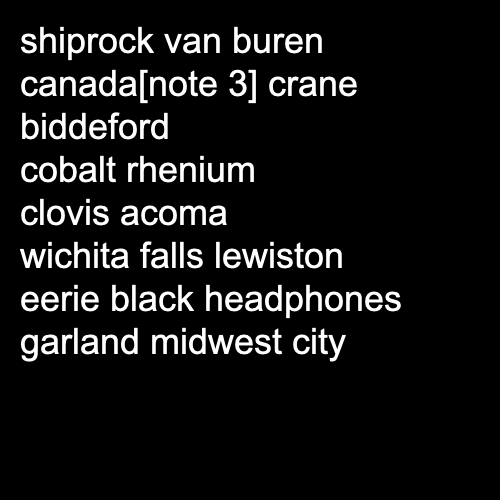 shiprock van buren
canada[note 3] crane
biddeford
cobalt rhenium
clovis acoma
wichita falls lewiston
eerie black headphones
garland midwest city